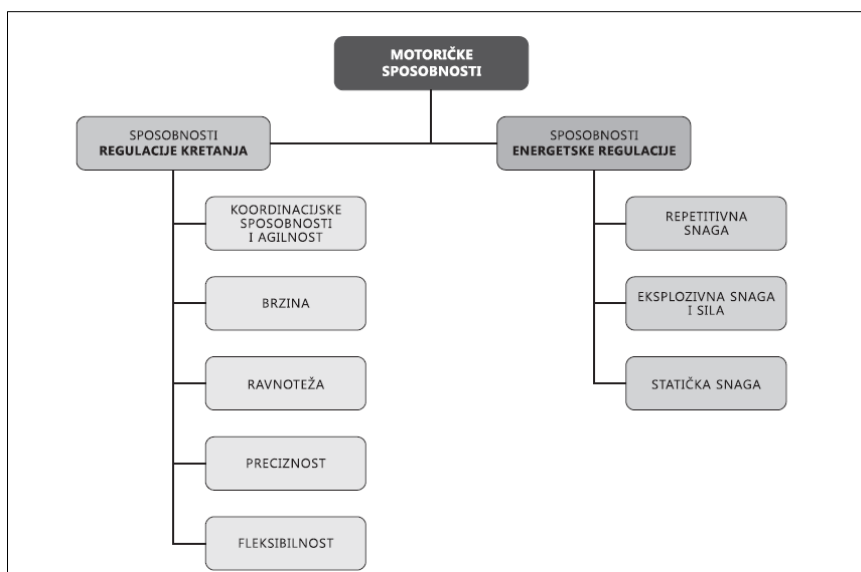 MOTORIČKE
SPOSOBNOSTI
SPOSOBNOSTI
REGULACIJE KRETANJA
KOORDINACIJSKE
SPOSOBNOSTI
I AGILNOST
BRZINA
RAVNOTEŽA
PRECIZNOST
FLEKSIBILNOST
SPOSOBNOSTI
ENERGETSKE REGULACIJE
REPETITIVNA
SNAGA
EKSPLOZIVNA SNAGA
I SILA
STATIČKA SNAGA